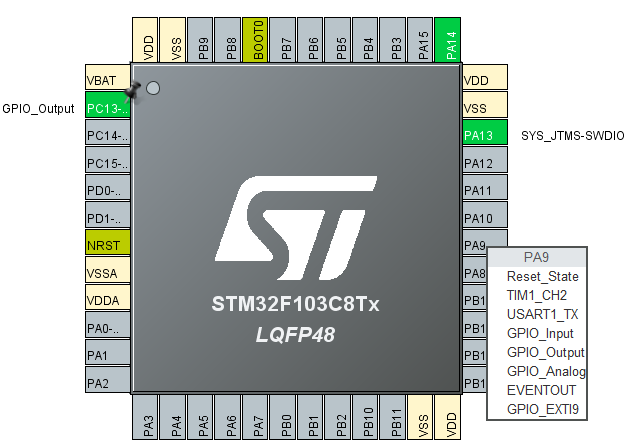 VDD
VSS
PB9
PB8
BOOT0
PB7
PB6
PB5
PB4
PB3
PA15
PA14
VBAT
GPIO_Output
PC13-..
PC14-..
PC15-..
PD0-..
PD1-..
NRST
VSSA
VDDA
PA0-..
PA1
PA2
ST
STM32F103C8Tx
LQFP48
VDD
VSS
PA13
SYS_JTMS-SWDIO
PA12
PA11
PA10
PA9
PA8
PB1
PB1
PB1
PB1
PA9
Reset_State
TIM1_CH2
USART1_TX
GPIO_Input
GPIO_Output
GPIO_Analog
EVENTOUT
GPIO_EXTI9
PA3
PA4
PA5
PA6
PA7
PB0
PB1
PB2
PB10
PB11
VSS
VDD